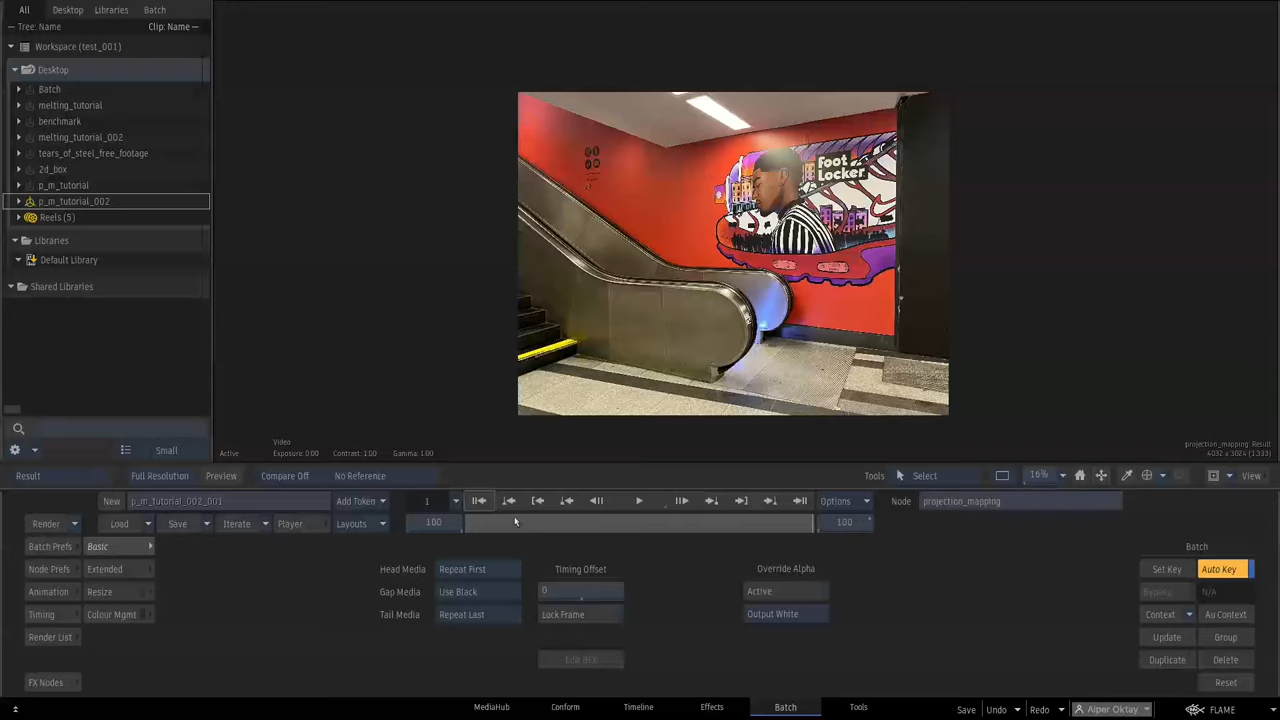 All Desktop Libraries Batch
— Tree: Name Clip: Name —
Workspace (test_001)
Desktop
Batch
melting_tutorial
benchmark
melting_tutorial_002
tears_of_steel_free_footage
2d_box
p_m_tutorial
p_m_tutorial_002
Reels (5)
Libraries
Default Library
Shared Libraries
Foot
Locker
Small
Video
Active Exposure: 0.00 Contrast: 1.00 Gamma: 1.00
projection_mapping: Result
4032 x 3024 (1.333)
Result Full Resolution Preview Compare Off No Reference Tools Select 16% View
New p_m_tutorial_002_001 Add Token 1 Options Node projection_mapping
Render Load Save Iterate Player Layouts 100 100
Batch Prefs Basic Batch
Node Prefs Extended Head Media Repeat First Timing Offset Override Alpha Set Key Auto Key
Animation Resize Gap Media Use Black 0 Active Bypass N/A
Timing Colour Mgmt Tail Media Repeat Last Lock Frame Output White Context Au Context
Render List Update Group
Edit BFX Duplicate Delete
FX Nodes Reset
MediaHub Conform Timeline Effects Batch Tools Save Undo Redo Alper Oktay FLAME